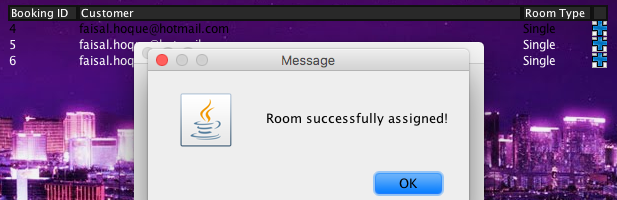 Booking ID Customer Room Type
4 faisal.hoque@hotmail.com Single
5 Single
6 Single
Message
Room successfully assigned!
OK